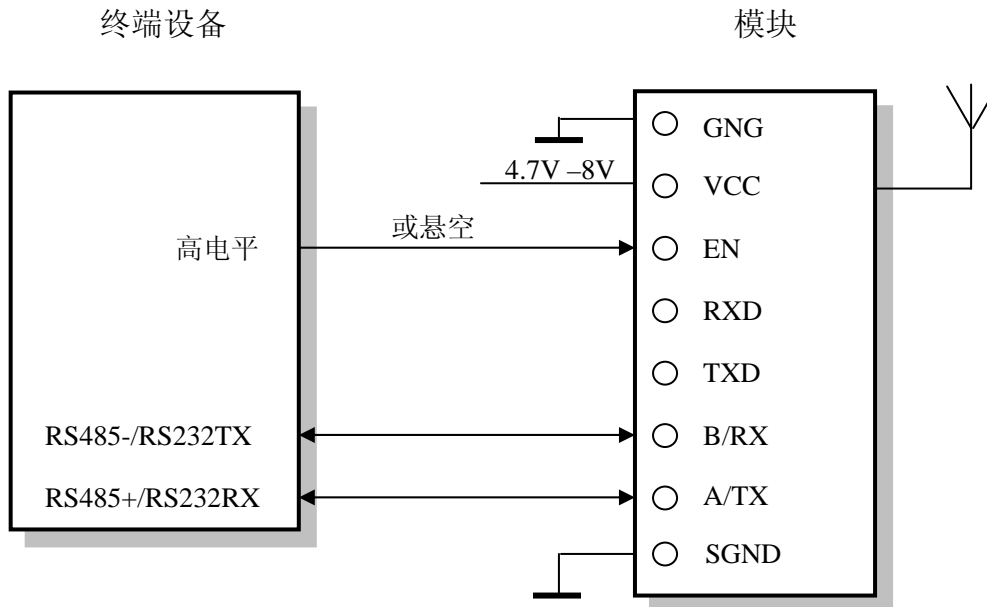 终端设备
模块
GNG
4.7V –8V
VCC
高电平
或悬空
EN
RXD
TXD
RS485-/RS232TX
B/RX
RS485+/RS232RX
A/TX
SGND